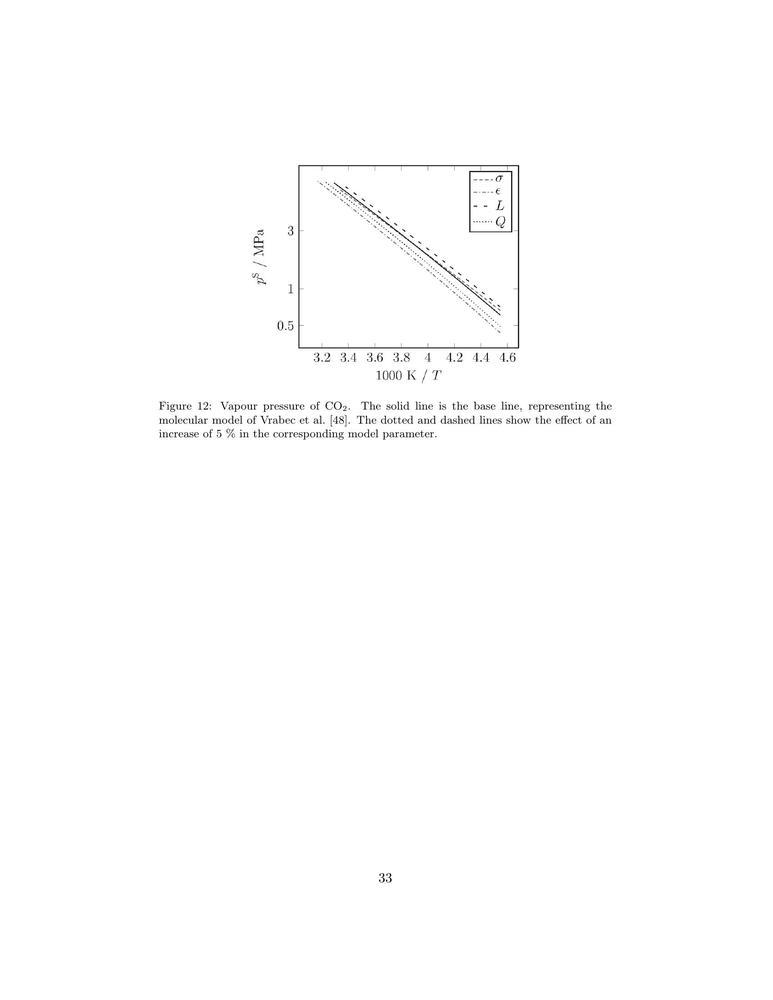 σ
ϵ
L
Q
3
1
0.5
pˢ / MPa
3.2 3.4 3.6 3.8 4 4.2 4.4 4.6
1000 K / T
Figure 12: Vapour pressure of CO₂. The solid line is the base line, representing the
molecular model of Vrabec et al. [48]. The dotted and dashed lines show the effect of an
increase of 5 % in the corresponding model parameter.
33